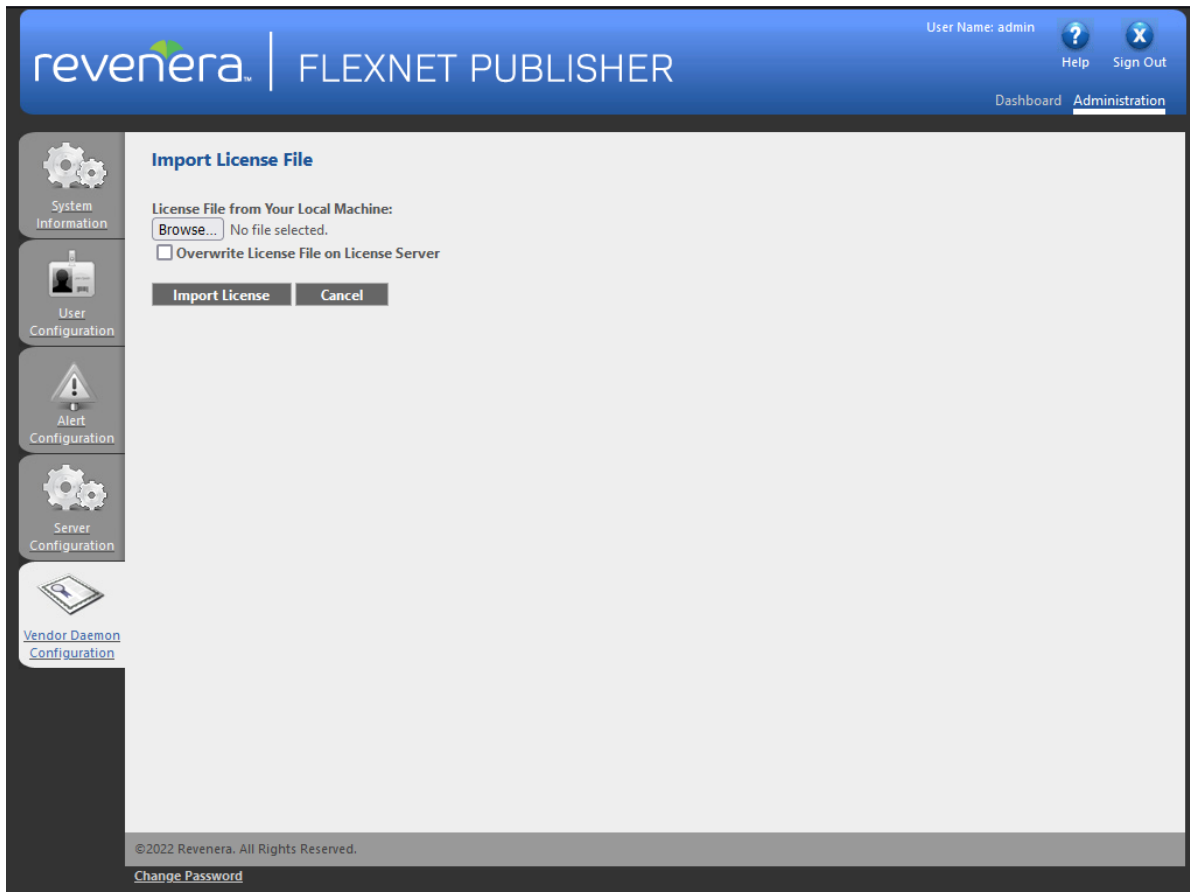 User Name: admin
Help
Sign Out
revenera™
FLEXNET PUBLISHER
Dashboard
Administration
System
Information
User
Configuration
Alert
Configuration
Server
Configuration
Vendor Daemon
Configuration
Import License File
License File from Your Local Machine:
Browse... No file selected.
Overwrite License File on License Server
Import License
Cancel
©2022 Revenera. All Rights Reserved.
Change Password